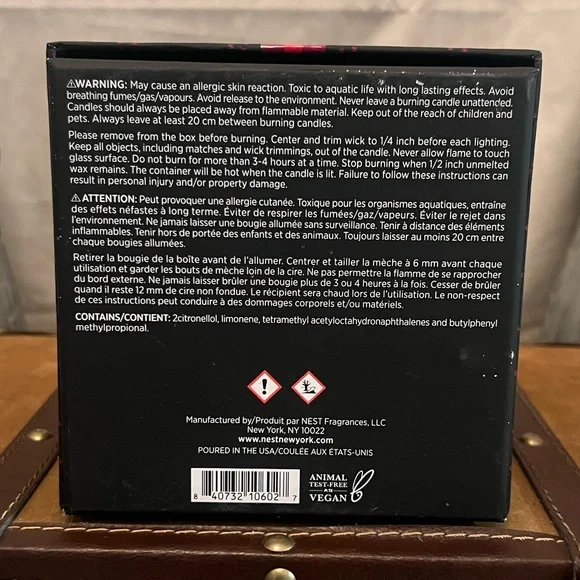 ⚠WARNING: May cause an allergic skin reaction. Toxic to aquatic life with long lasting effects. Avoid
breathing fumes/gas/vapours. Avoid release to the environment. Never leave a burning candle unattended.
Candles should always be placed away from flammable material. Keep out of the reach of children and
pets. Always leave at least 20 cm between burning candles.
Please remove from the box before burning. Center and trim wick to 1/4 inch before each lighting.
Keep all objects, including matches and wick trimmings, out of the candle. Never allow flame to touch
glass surface. Do not burn for more than 3-4 hours at a time. Stop burning when 1/2 inch unmelted
wax remains. The container will be hot when the candle is lit. Failure to follow these instructions can
result in personal injury and/or property damage.
⚠ATTENTION: Peut provoquer une allergie cutanée. Toxique pour les organismes aquatiques, entraîne
des effets néfastes à long terme. Éviter de respirer les fumées/gaz/vapeurs. Éviter le rejet dans
l'environnement. Ne jamais laisser une bougie allumée sans surveillance. Tenir à distance des éléments
inflammables. Tenir hors de portée des enfants et des animaux. Toujours laisser au moins 20 cm entre
chaque bougies allumées.
Retirer la bougie de la boîte avant de l'allumer. Centrer et tailler la mèche à 6 mm avant chaque
utilisation et garder les bouts de mèche loin de la cire. Ne pas permettre la flamme de se rapprocher
du bord externe. Ne jamais brûler une bougie plus de 3 ou 4 heures à la fois. Cesser de brûler
quand il reste 12 mm de cire non fondue. Le récipient sera chaud lors de l'utilisation. Le non-respect
de ces instructions peut conduire à des dommages corporels et/ou matériels.
CONTAINS/CONTIENT: 2citronellol, limonene, tetramethyl acetyloctahydronaphthalenes and butylphenyl
methylpropional.
Manufactured by/Produit par NEST Fragrances, LLC
New York, NY 10022
www.nestnewyork.com
POURED IN THE USA/COULÉE AUX ÉTATS-UNIS
8 40732 10602 7
ANIMAL
TEST-FREE
VEGAN